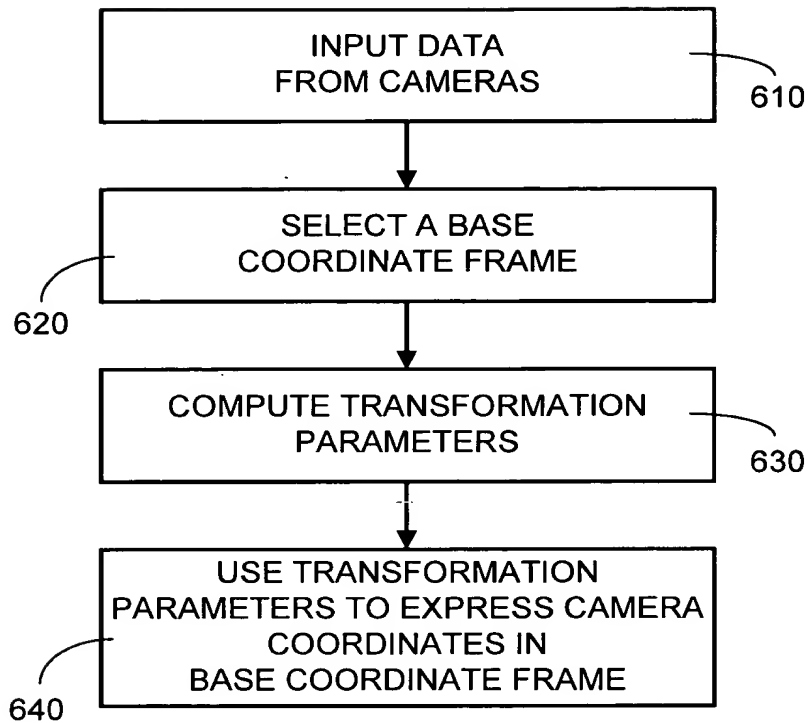 INPUT DATA
FROM CAMERAS
610
SELECT A BASE
COORDINATE FRAME
620
COMPUTE TRANSFORMATION
PARAMETERS
630
USE TRANSFORMATION
PARAMETERS TO EXPRESS CAMERA
COORDINATES IN
BASE COORDINATE FRAME
640